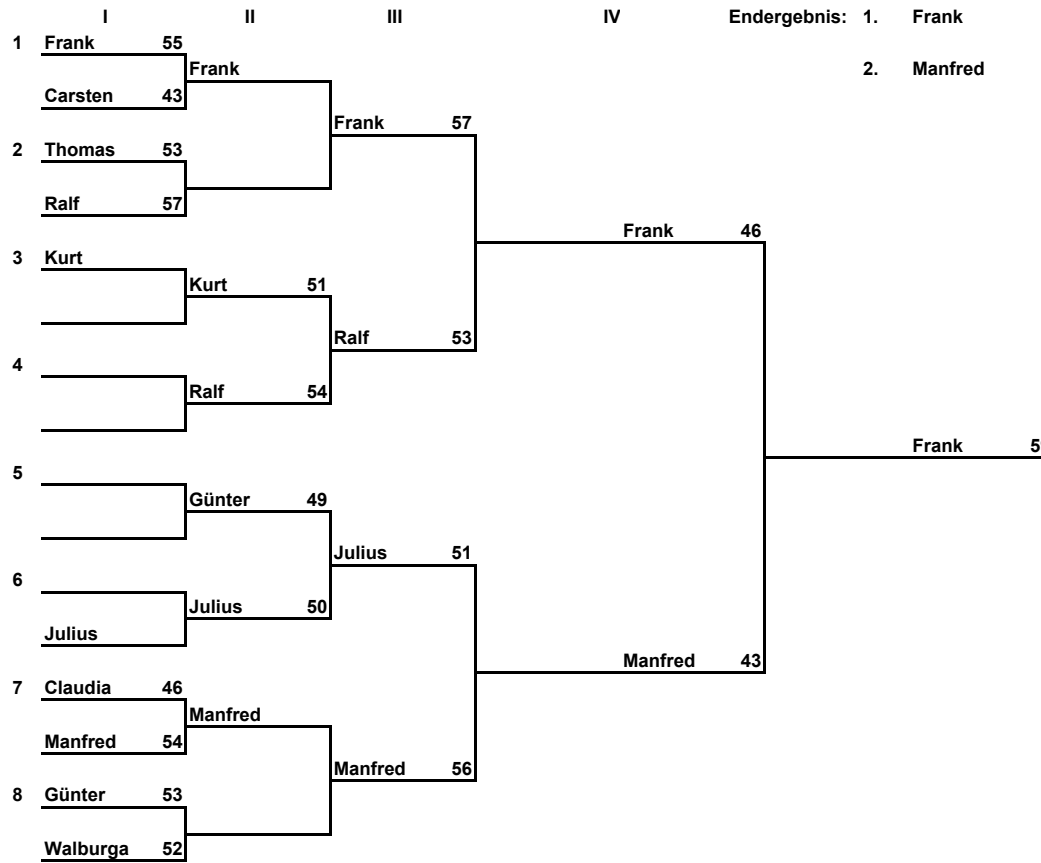 I II III IV Endergebnis: 1. Frank
1 Frank 55
Frank
2. Manfred
Carsten 43
Frank 57
2 Thomas 53
Ralf 57
Frank 46
3 Kurt
Kurt 51
Ralf 53
4
Ralf 54
Frank 5
5
Günter 49
Julius 51
6
Julius 50
Julius
Manfred 43
7 Claudia 46
Manfred
Manfred 54
Manfred 56
8 Günter 53
Walburga 52